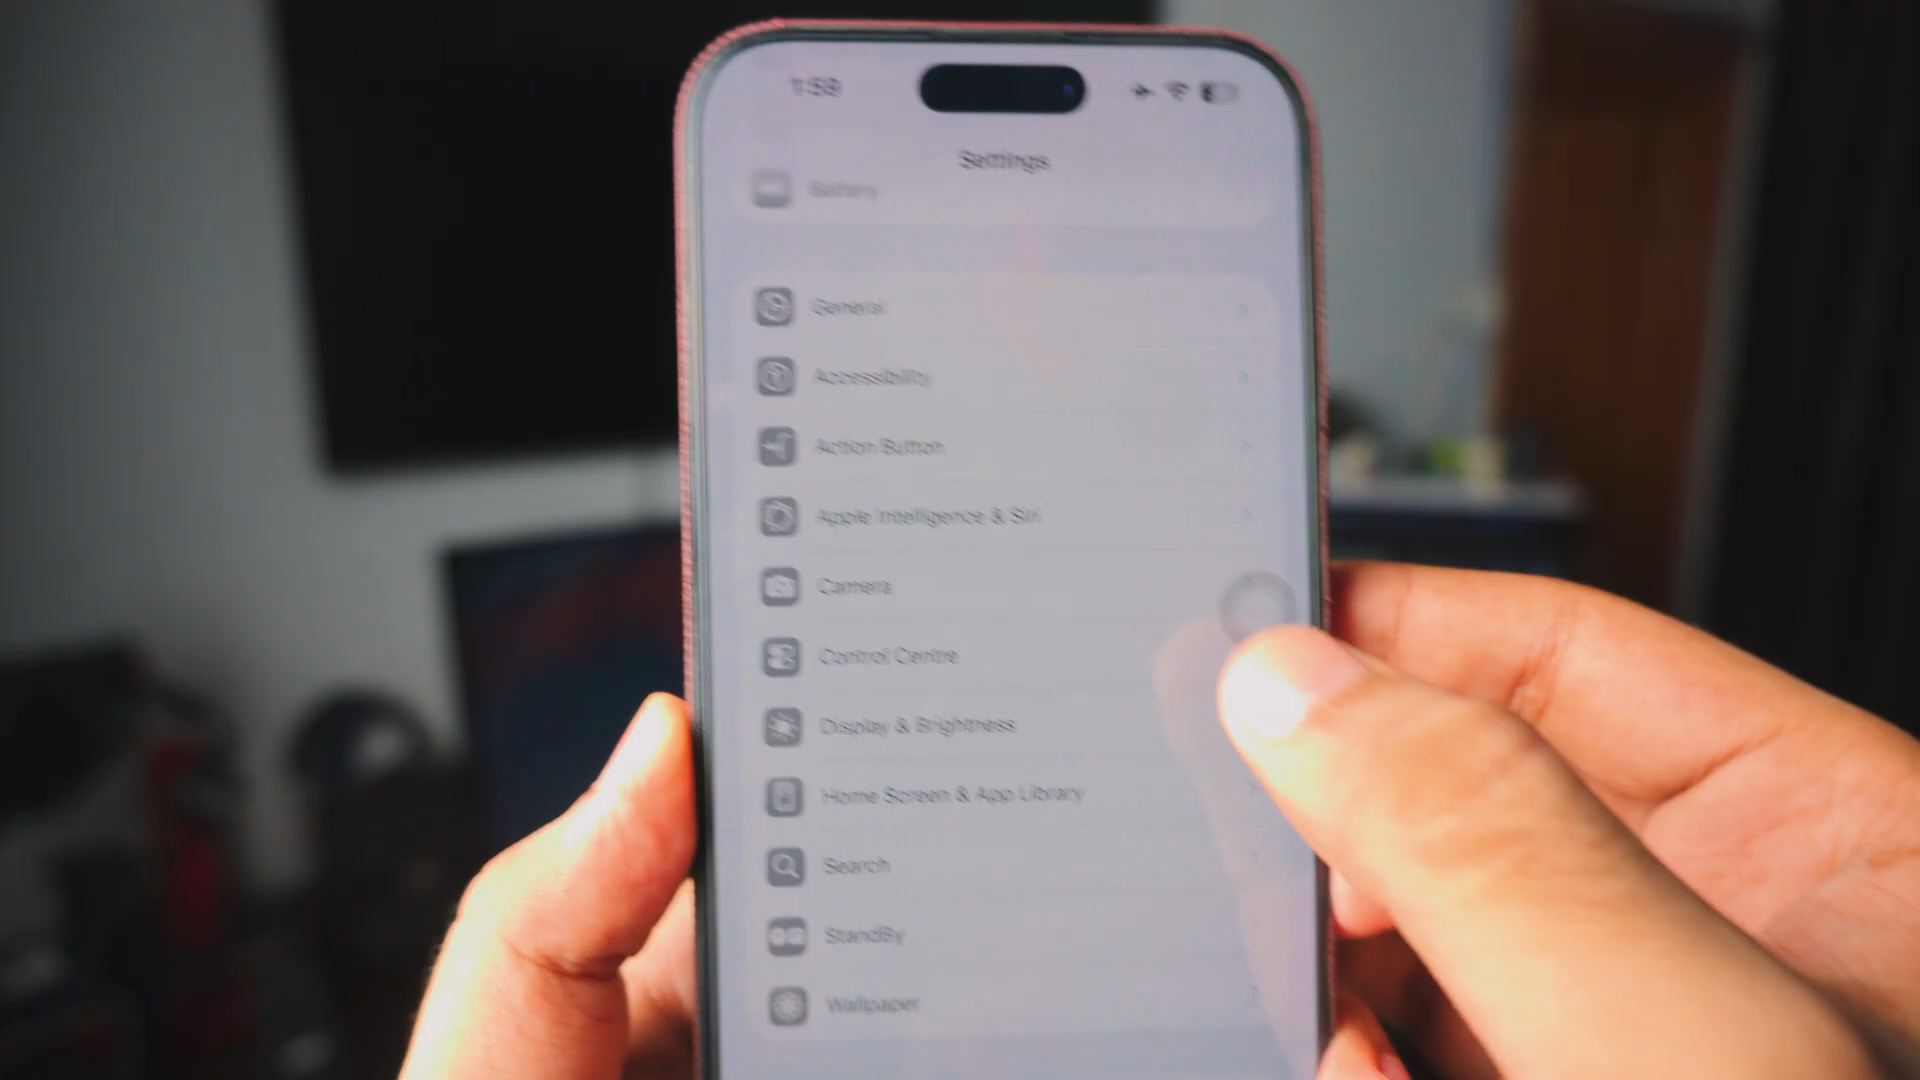 1:59
Settings
Battery
General
Accessibility
Action Button
Apple Intelligence & Siri
Camera
Control Centre
Display & Brightness
Home Screen & App Library
Search
StandBy
Wallpaper